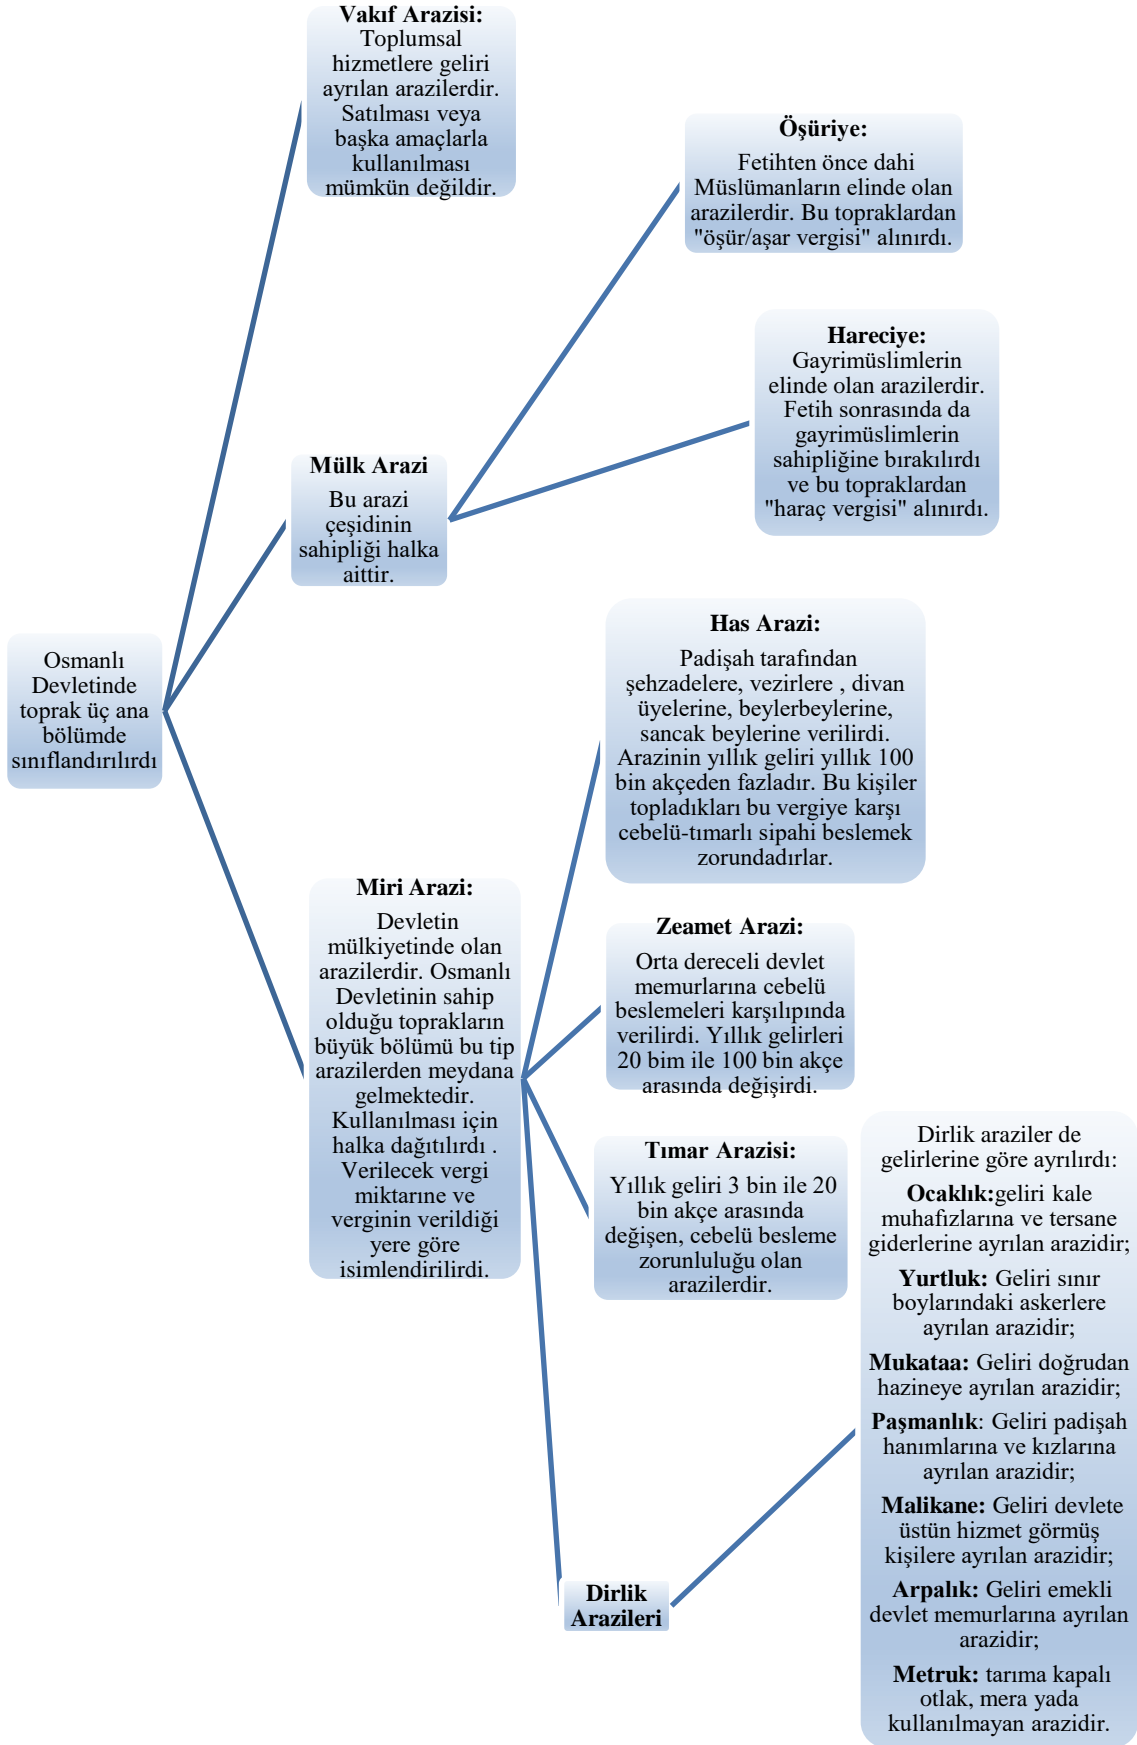 Vakıf Arazisi:
Toplumsal
hizmetlere geliri
ayrılan arazilerdir.
Satılması veya
başka amaçlarla
kullanılması
mümkün değildir.
Öşüriye:
Fetihten önce dahi
Müslümanların elinde olan
arazilerdir. Bu topraklardan
"öşür/aşar vergisi" alınırdı.
Hareciye:
Gayrimüslimlerin
elinde olan arazilerdir.
Fetih sonrasında da
gayrimüslimlerin
sahipliğine bırakılırdı
ve bu topraklardan
"haraç vergisi" alınırdı.
Mülk Arazi
Bu arazi
çeşidinin
sahipliği halka
aittir.
Osmanlı
Devletinde
toprak üç ana
bölümde
sınıflandırılırdı
Has Arazi:
Padişah tarafından
şehzadelere, vezirlere , divan
üyelerine, beylerbeylerine,
sancak beylerine verilirdi.
Arazinin yıllık geliri yıllık 100
bin akçeden fazladır. Bu kişiler
topladıkları bu vergiye karşı
cebelü-tımarlı sipahi beslemek
zorundadırlar.
Miri Arazi:
Devletin
mülkiyetinde olan
arazilerdir. Osmanlı
Devletinin sahip
olduğu toprakların
büyük bölümü bu tip
arazilerden meydana
gelmektedir.
Kullanılması için
halka dağıtılırdı .
Verilecek vergi
miktarıne ve
verginin verildiği
yere göre
isimlendirilirdi.
Zeamet Arazi:
Orta dereceli devlet
memurlarına cebelü
beslemeleri karşılıpında
verilirdi. Yıllık gelirleri
20 bim ile 100 bin akçe
arasında değişirdi.
Tımar Arazisi:
Yıllık geliri 3 bin ile 20
bin akçe arasında
değişen, cebelü besleme
zorunluluğu olan
arazilerdir.
Dirlik
Arazileri
Dirlik araziler de
gelirlerine göre ayrılırdı:
Ocaklık:geliri kale
muhafızlarına ve tersane
giderlerine ayrılan arazidir;
Yurtluk: Geliri sınır
boylarındaki askerlere
ayrılan arazidir;
Mukataa: Geliri doğrudan
hazineye ayrılan arazidir;
Paşmanlık: Geliri padişah
hanımlarına ve kızlarına
ayrılan arazidir;
Malikane: Geliri devlete
üstün hizmet görmüş
kişilere ayrılan arazidir;
Arpalık: Geliri emekli
devlet memurlarına ayrılan
arazidir;
Metruk: tarıma kapalı
otlak, mera yada
kullanılmayan arazidir.